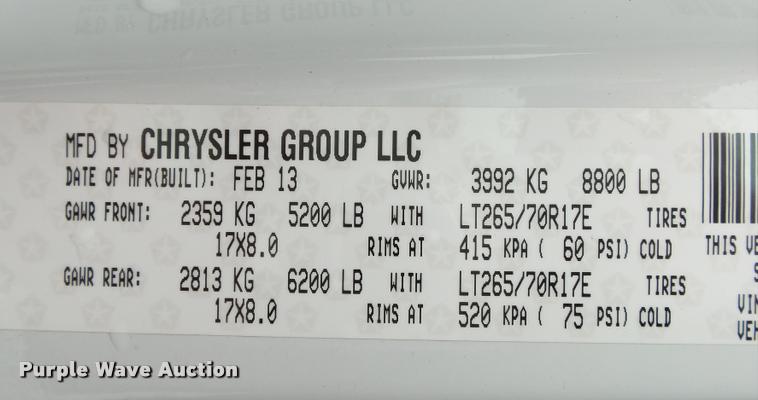 MFD BY CHRYSLER GROUP LLC
DATE OF MFR(BUILT): FEB 13 GVWR: 3992 KG 8800 LB
GAWR FRONT: 2359 KG 5200 LB WITH LT265/70R17E TIRES
17X8.0 RIMS AT 415 KPA ( 60 PSI) COLD
GAWR REAR: 2813 KG 6200 LB WITH LT265/70R17E TIRES
17X8.0 RIMS AT 520 KPA ( 75 PSI) COLD
THIS VE
S
VIN
VEH
Purple Wave Auction